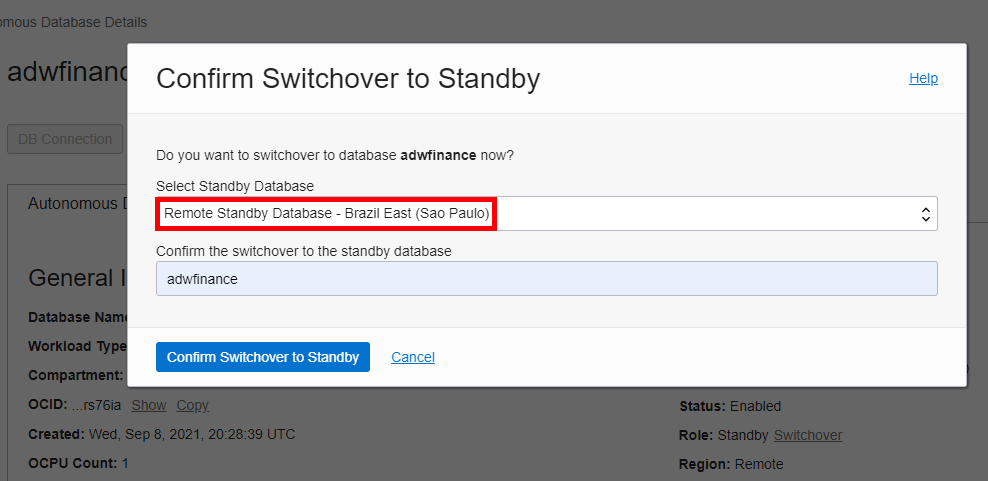 omous Database Details
adwfinanc
Confirm Switchover to Standby
Help
DB Connection
Do you want to switchover to database adwfinance now?
Select Standby Database
Autonomous D
Remote Standby Database - Brazil East (Sao Paulo)
Confirm the switchover to the standby database
adwfinance
General I
Database Name
Workload Type
Confirm Switchover to Standby
Cancel
Compartment:
OCID: ...rs76ia Show Copy
Status: Enabled
Created: Wed, Sep 8, 2021, 20:28:39 UTC
Role: Standby Switchover
OCPU Count: 1
Region: Remote